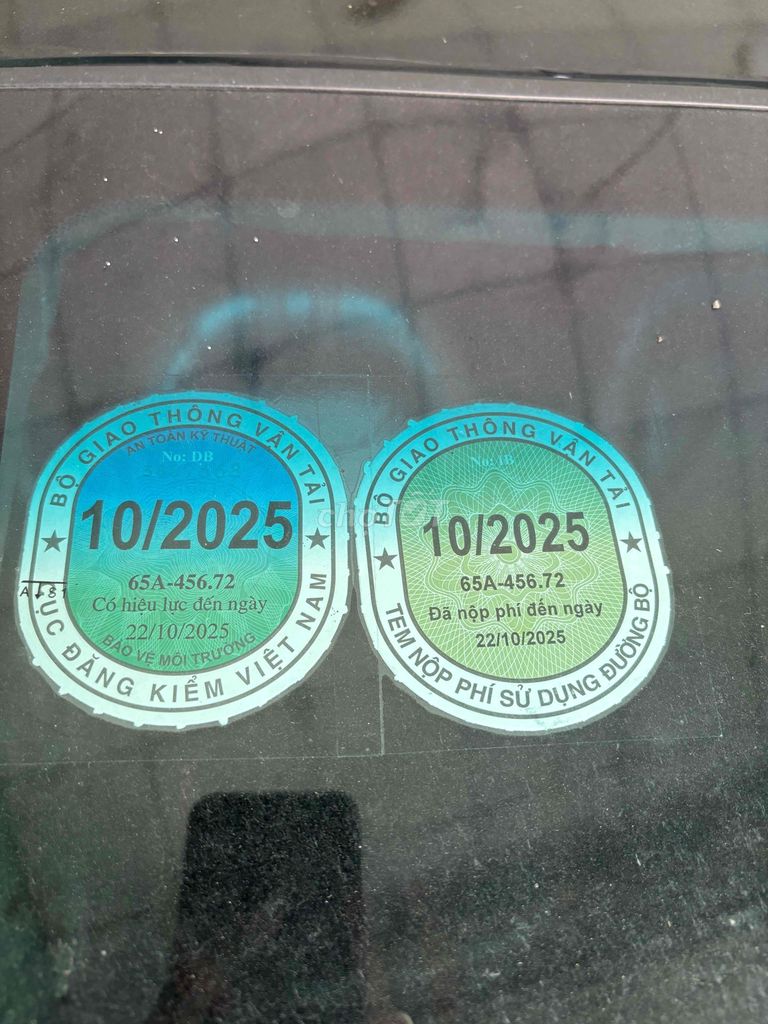 BỘ GIAO THÔNG VẬN TẢI
AN TOÀN KỸ THUẬT
No: DB
10/2025
65A-456.72
Có hiệu lực đến ngày
22/10/2025
BẢO VỆ MÔI TRƯỜNG
CỤC ĐĂNG KIỂM VIỆT NAM
BỘ GIAO THÔNG VẬN TẢI
No: IB
10/2025
65A-456.72
Đã nộp phí đến ngày
22/10/2025
TEM NỘP PHÍ SỬ DỤNG ĐƯỜNG BỘ
chợTỐT